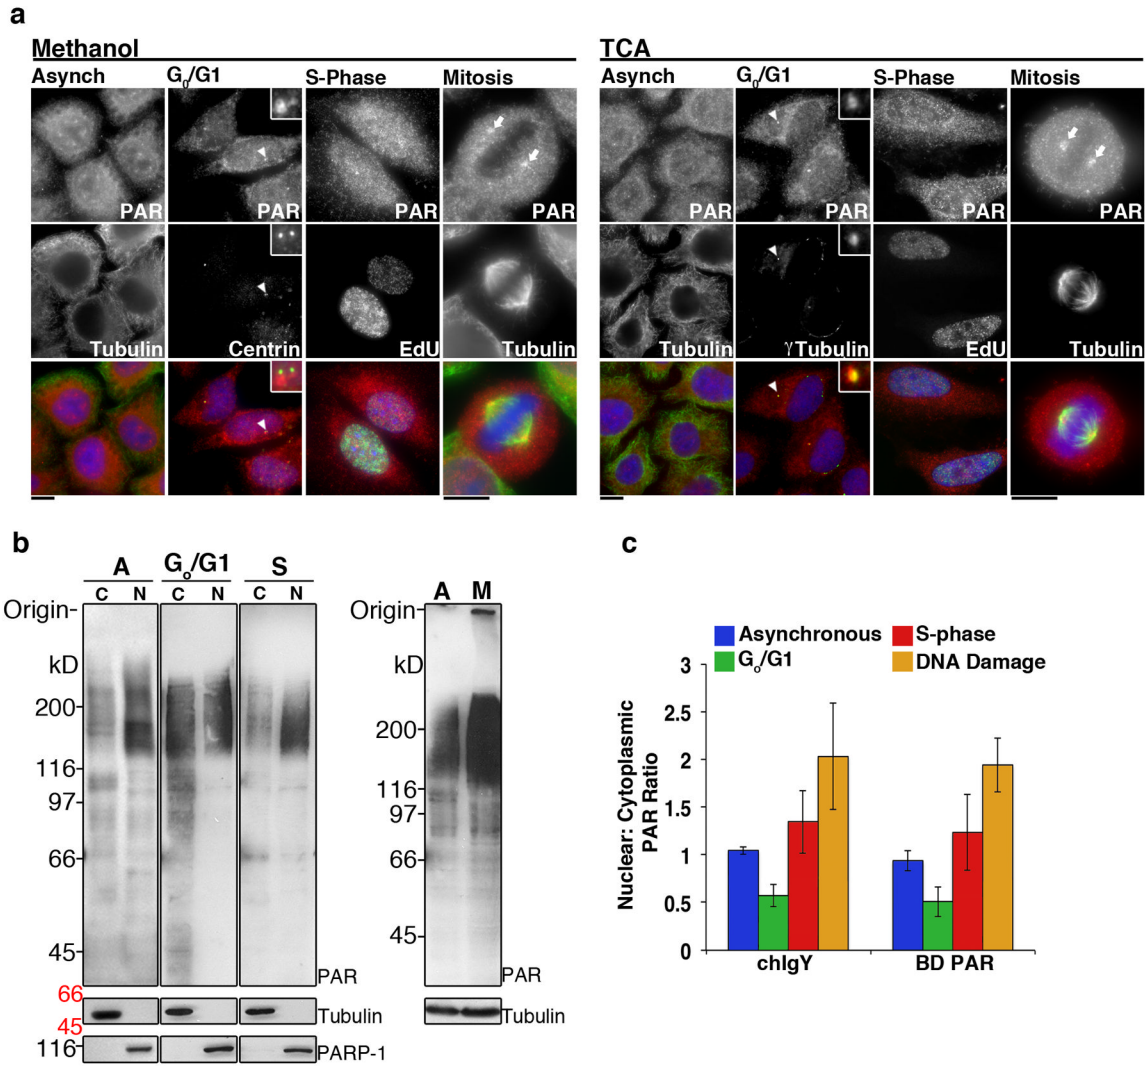 a
Methanol
TCA
Asynch G0/G1 S-Phase Mitosis
Asynch G0/G1 S-Phase Mitosis
PAR PAR PAR PAR
PAR PAR PAR PAR
Tubulin Centrin EdU Tubulin
Tubulin γTubulin EdU Tubulin
b
A Go/G1 S
C N C N C N
Origin-
kD
200
116
97
66
45
PAR
66
45
Tubulin
116
PARP-1
A M
Origin
kD
200
116
97
66
45
PAR
Tubulin
c
Asynchronous
S-phase
Go/G1
DNA Damage
Nuclear: Cytoplasmic
PAR Ratio
3
2.5
2
1.5
1
0.5
0
chIgY
BD PAR